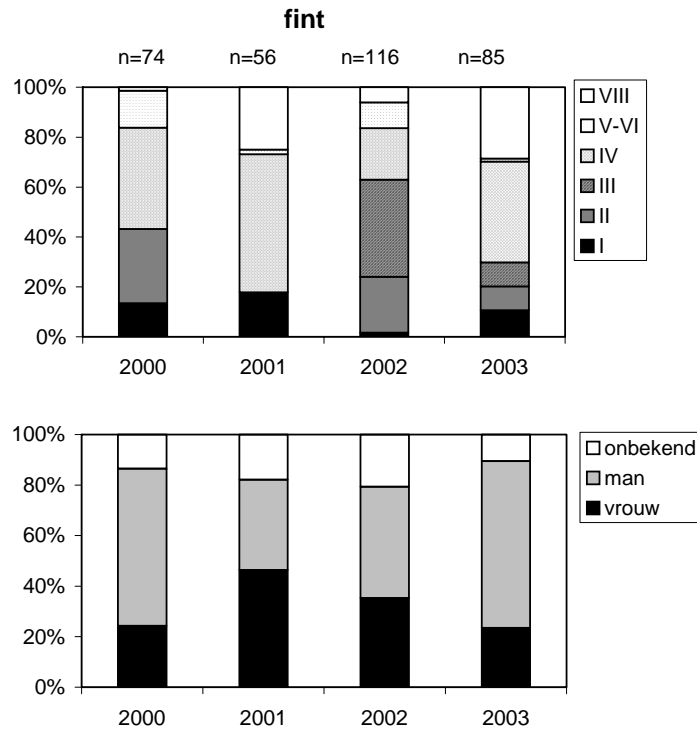 fint
n=74 n=56 n=116 n=85
100%
80%
60%
40%
20%
0%
2000 2001 2002 2003
VIII
V-VI
IV
III
II
I
100%
80%
60%
40%
20%
0%
2000 2001 2002 2003
onbekend
man
vrouw